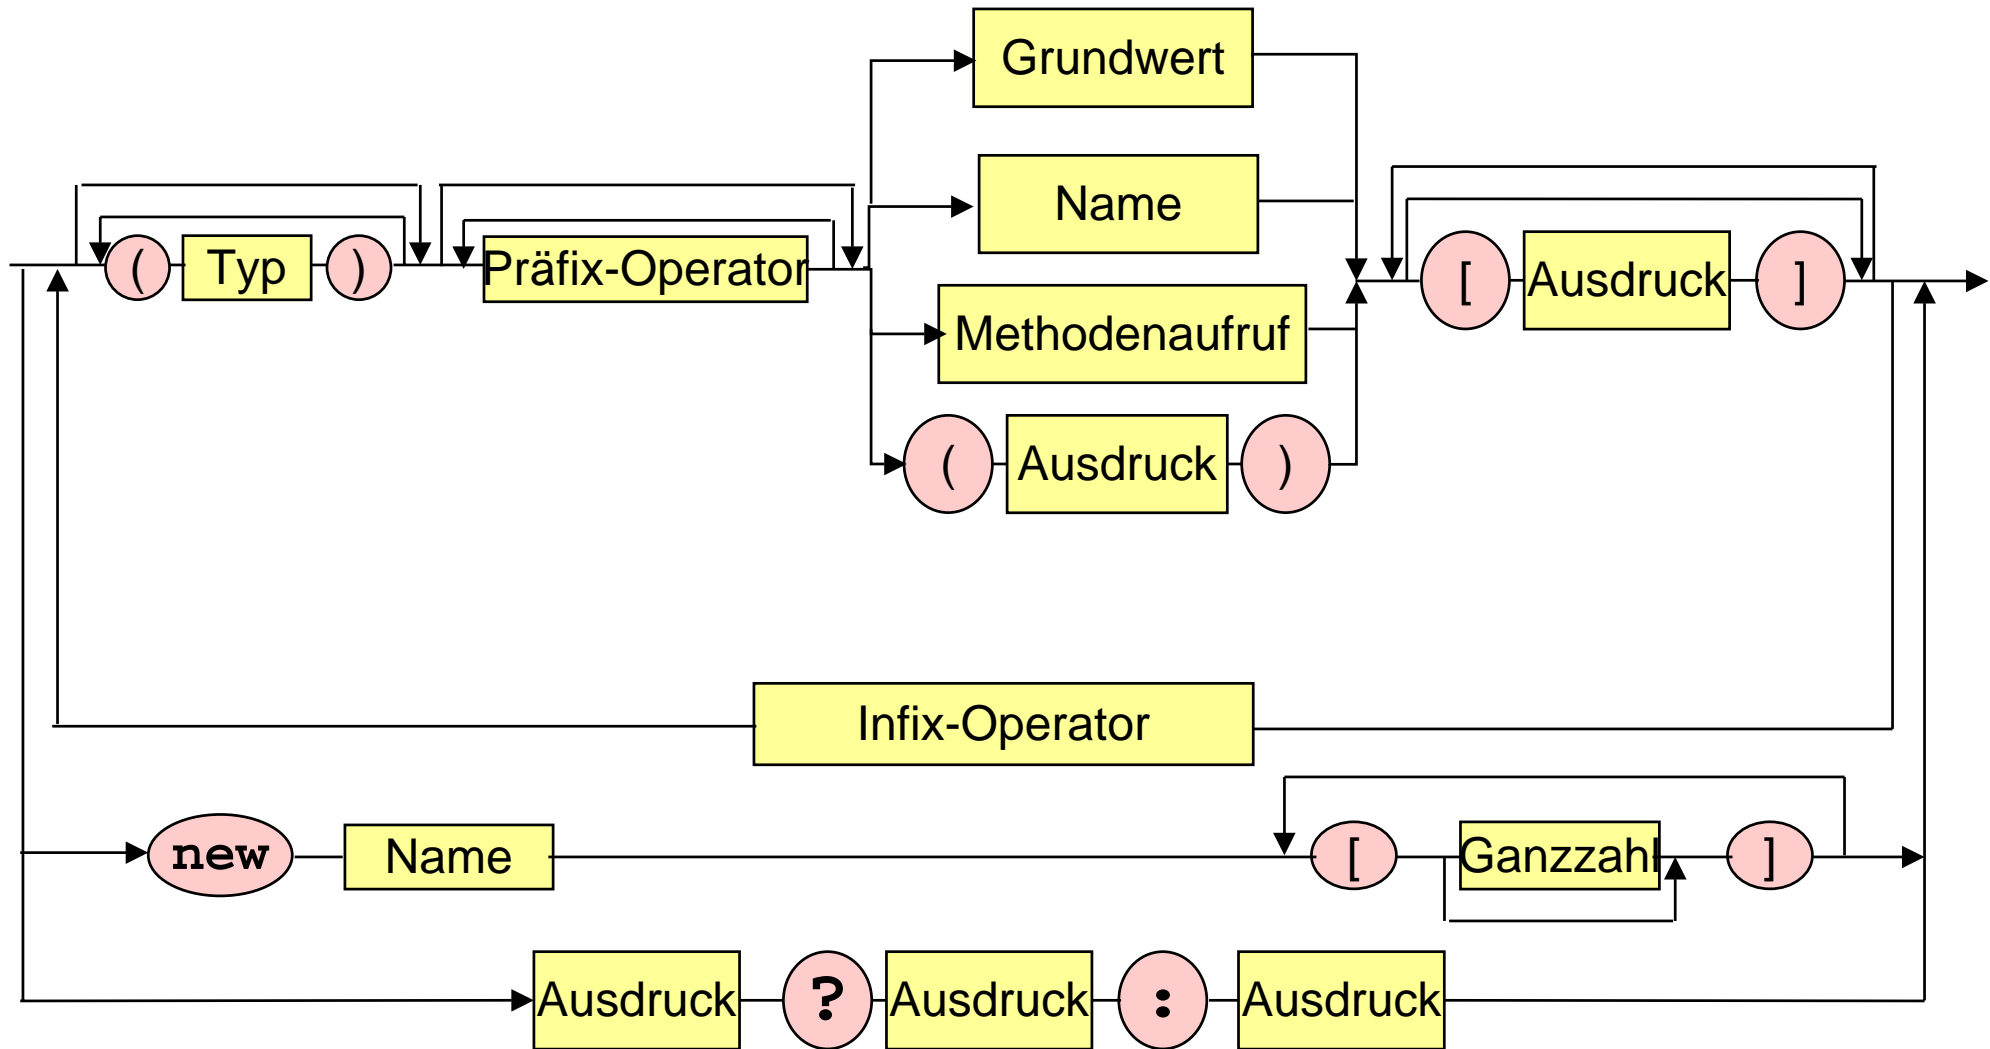 Grundwert
Name
( Typ ) Präfix-Operator [ Ausdruck ]
Methodenaufruf
( Ausdruck )
Infix-Operator
new Name [ Ganzzahl ]
Ausdruck ? Ausdruck : Ausdruck